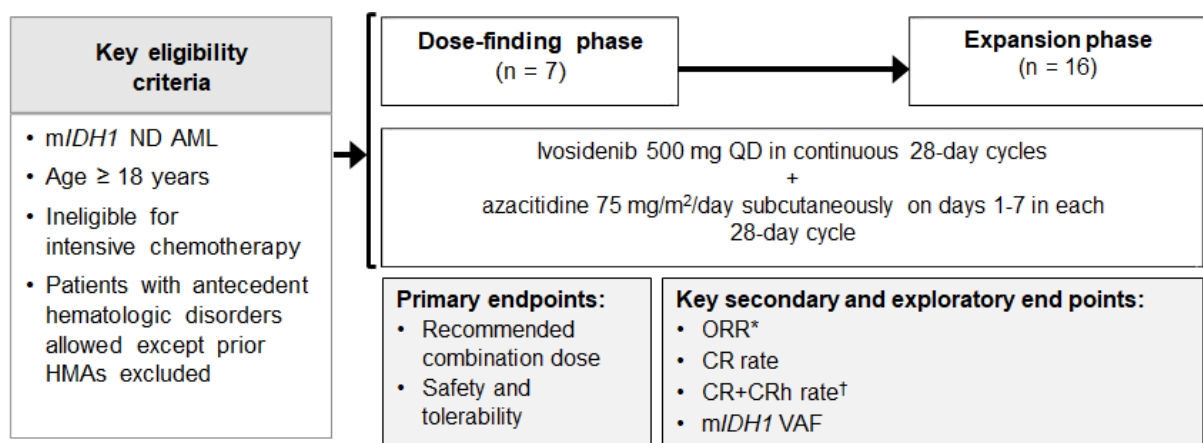 Key eligibility
criteria
• mIDH1 ND AML
• Age ≥ 18 years
• Ineligible for
intensive chemotherapy
• Patients with antecedent
hematologic disorders
allowed except prior
HMAs excluded
Dose-finding phase
(n = 7)
Expansion phase
(n = 16)
Ivosidenib 500 mg QD in continuous 28-day cycles
+
azacitidine 75 mg/m²/day subcutaneously on days 1-7 in each
28-day cycle
Primary endpoints:
• Recommended
combination dose
• Safety and
tolerability
Key secondary and exploratory end points:
• ORR*
• CR rate
• CR+CRh rate†
• mIDH1 VAF